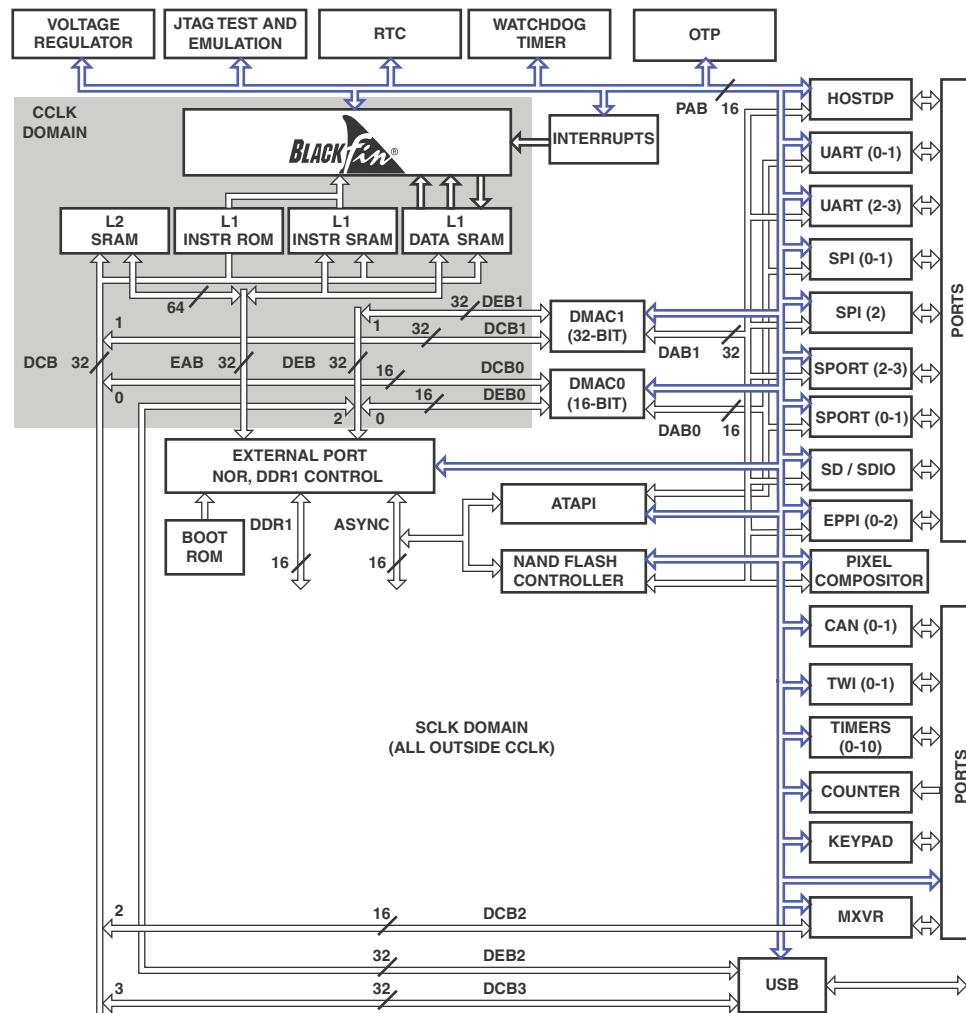 VOLTAGE
REGULATOR
JTAG TEST AND
EMULATION
RTC
WATCHDOG
TIMER
OTP
CCLK
DOMAIN
BLACKfin®
INTERRUPTS
PAB
16
HOSTDP
UART (0-1)
UART (2-3)
SPI (0-1)
SPI (2)
SPORT (2-3)
SPORT (0-1)
SD / SDIO
EPPI (0-2)
PORTS
L2
SRAM
L1
INSTR ROM
L1
INSTR SRAM
L1
DATA SRAM
64
32
DEB1
1
1
32
DCB1
DMAC1
(32-BIT)
DAB1
32
DCB
32
EAB
32
DEB
32
16
DCB0
0
DMAC0
(16-BIT)
16
DEB0
2
0
DAB0
16
EXTERNAL PORT
NOR, DDR1 CONTROL
BOOT
ROM
DDR1
16
ASYNC
16
ATAPI
NAND FLASH
CONTROLLER
PIXEL
COMPOSITOR
CAN (0-1)
TWI (0-1)
TIMERS
(0-10)
COUNTER
KEYPAD
MXVR
PORTS
SCLK DOMAIN
(ALL OUTSIDE CCLK)
2
16
DCB2
32
DEB2
3
32
DCB3
USB